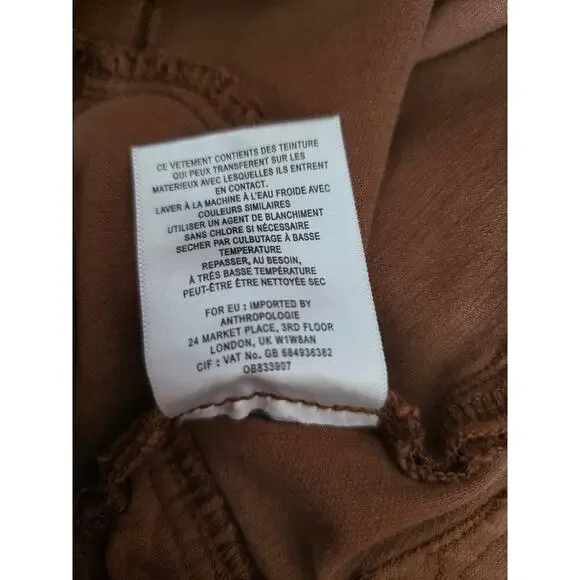 CE VETEMENT CONTIENTS DES TEINTURE
QUI PEUX TRANSFERENT SUR LES
MATERIEUX AVEC LESQUELLES ILS ENTRENT
EN CONTACT.
LAVER À LA MACHINE À L'EAU FROIDE AVEC
COULEURS SIMILAIRES
UTILISER UN AGENT DE BLANCHIMENT
SANS CHLORE SI NÉCESSAIRE
SECHER PAR CULBUTAGE À BASSE
TEMPERATURE
REPASSER, AU BESOIN,
À TRÉS BASSE TEMPÉRATURE
PEUT-ÊTRE ÊTRE NETTOYÉE SEC
FOR EU : IMPORTED BY
ANTHROPOLOGIE
24 MARKET PLACE, 3RD FLOOR
LONDON, UK W1W8AN
CIF : VAT No. GB 684936382
OB833907